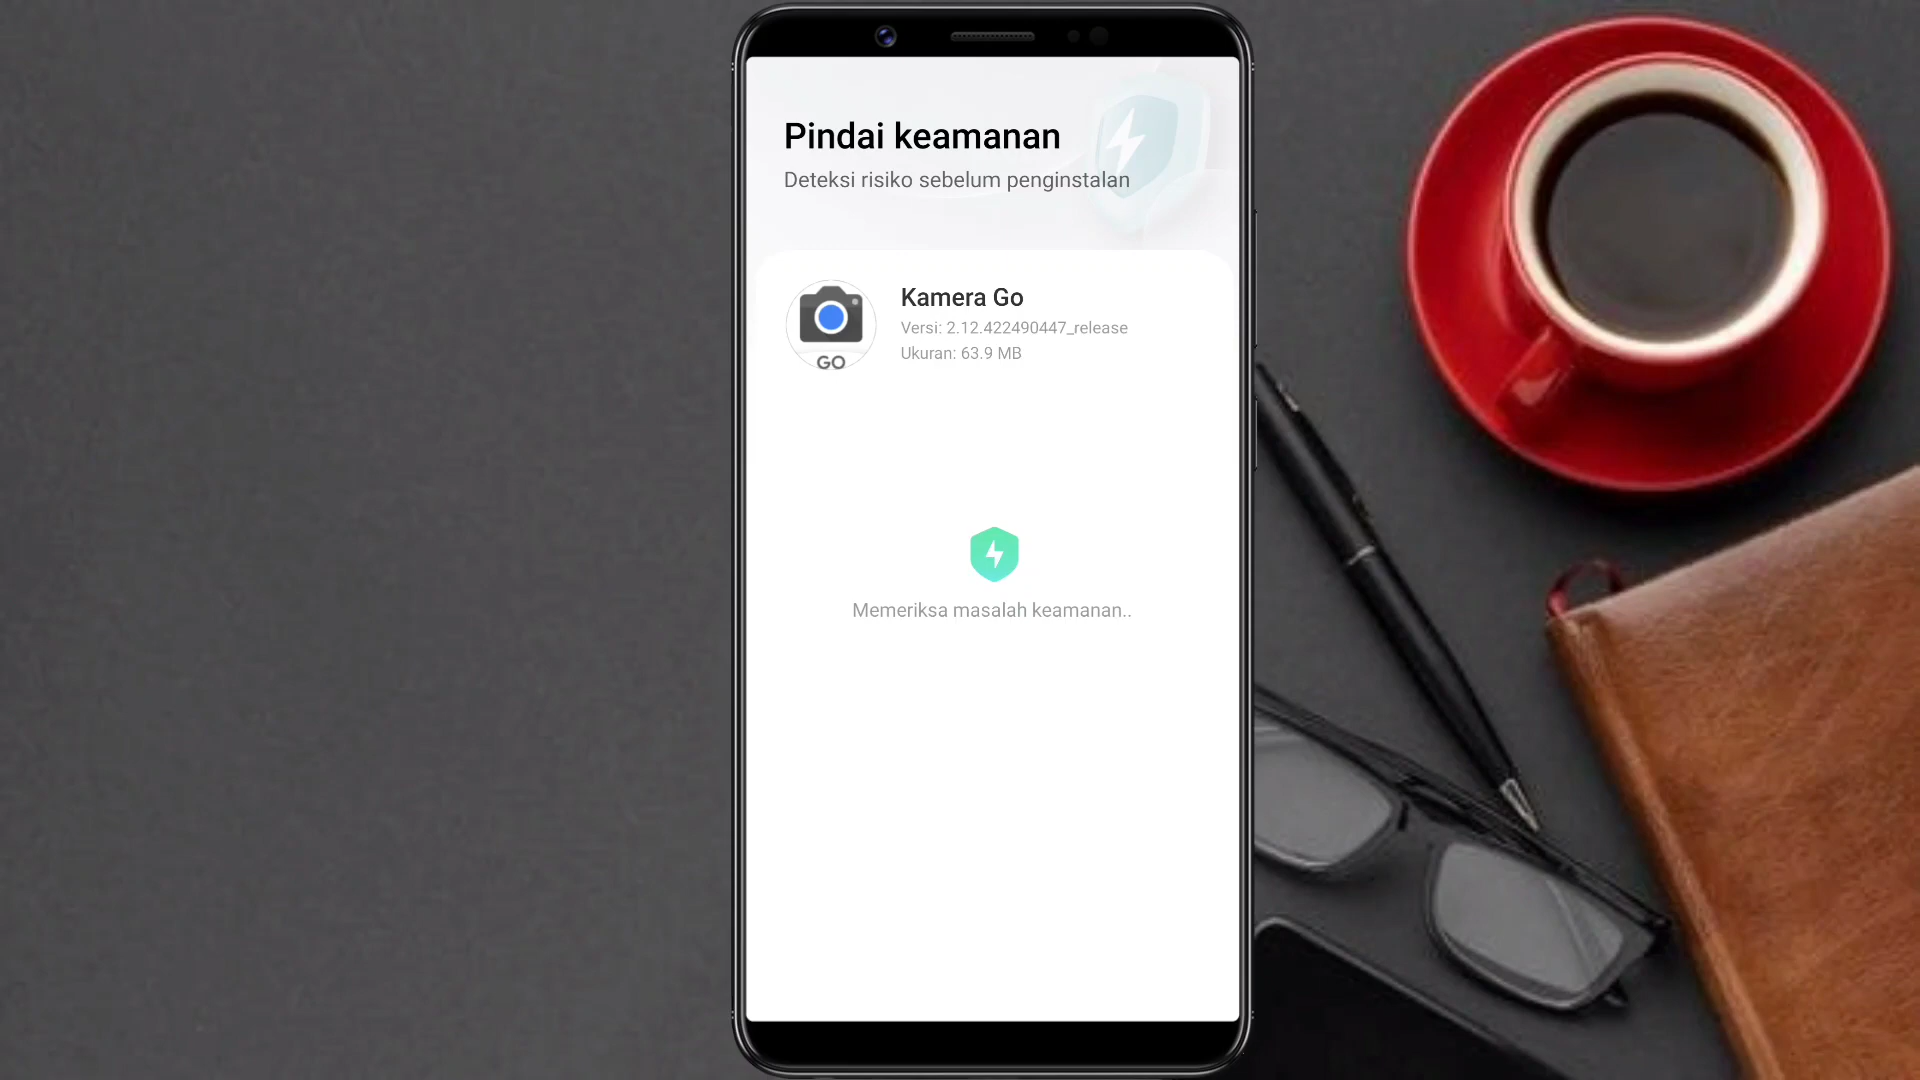 Pindai keamanan
Deteksi risiko sebelum penginstalan
Kamera Go
Versi: 2.12.422490447_release
Ukuran: 63.9 MB
GO
Memeriksa masalah keamanan..